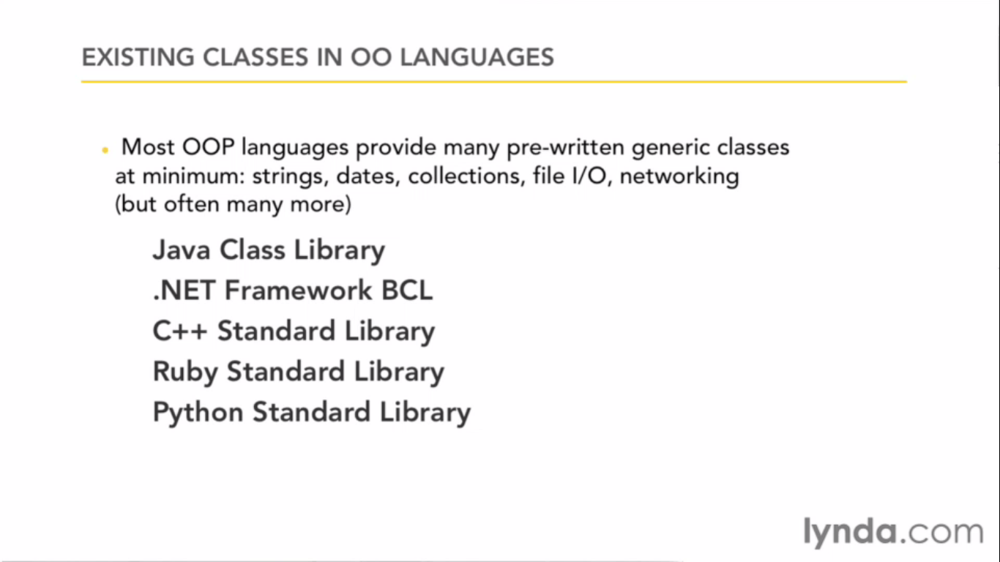 EXISTING CLASSES IN OO LANGUAGES
• Most OOP languages provide many pre-written generic classes
at minimum: strings, dates, collections, file I/O, networking
(but often many more)
Java Class Library
.NET Framework BCL
C++ Standard Library
Ruby Standard Library
Python Standard Library
lynda.com